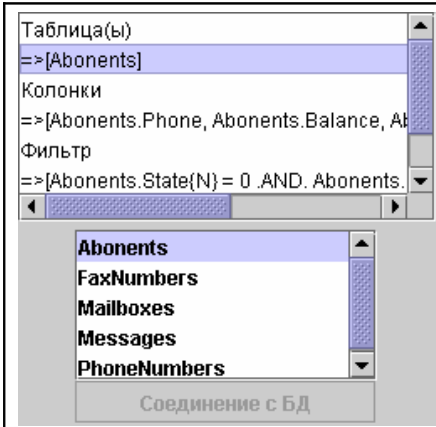 Таблица(ы)
=>[Abonents]
Колонки
=>[Abonents.Phone, Abonents.Balance, Ab
Фильтр
=>[Abonents.State{N} = 0 .AND. Abonents.
Abonents
FaxNumbers
Mailboxes
Messages
PhoneNumbers
Соединение с БД